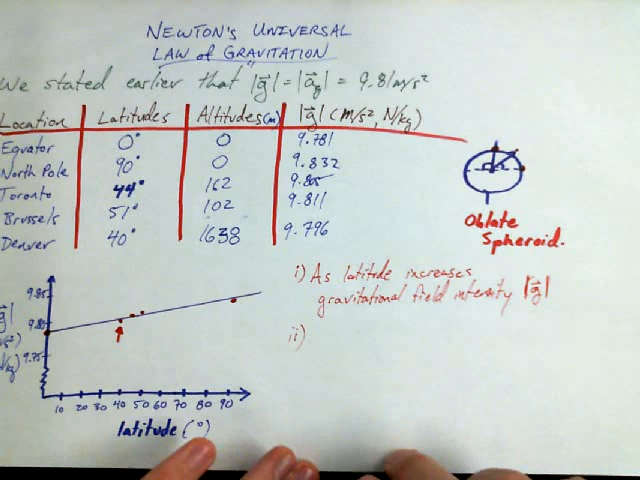 NEWTON'S UNIVERSAL
LAW of GRAVITATION
We stated earlier that |g⃗| = |a⃗g| = 9.81m/s²
Location Latitudes Altitudes(m) |g⃗| (m/s², N/kg)
Equator 0° 0 9.781
North Pole 90° 0 9.832
Toronto 44° 162
Brussels 51° 102 9.811
Denver 40° 1638 9.796
Oblate
Spheroid.
i) As latitude increases
gravitational field intensity |g⃗|
ii)
9.85
9.80
9.75
10 20 30 40 50 60 70 80 90
latitude (°)